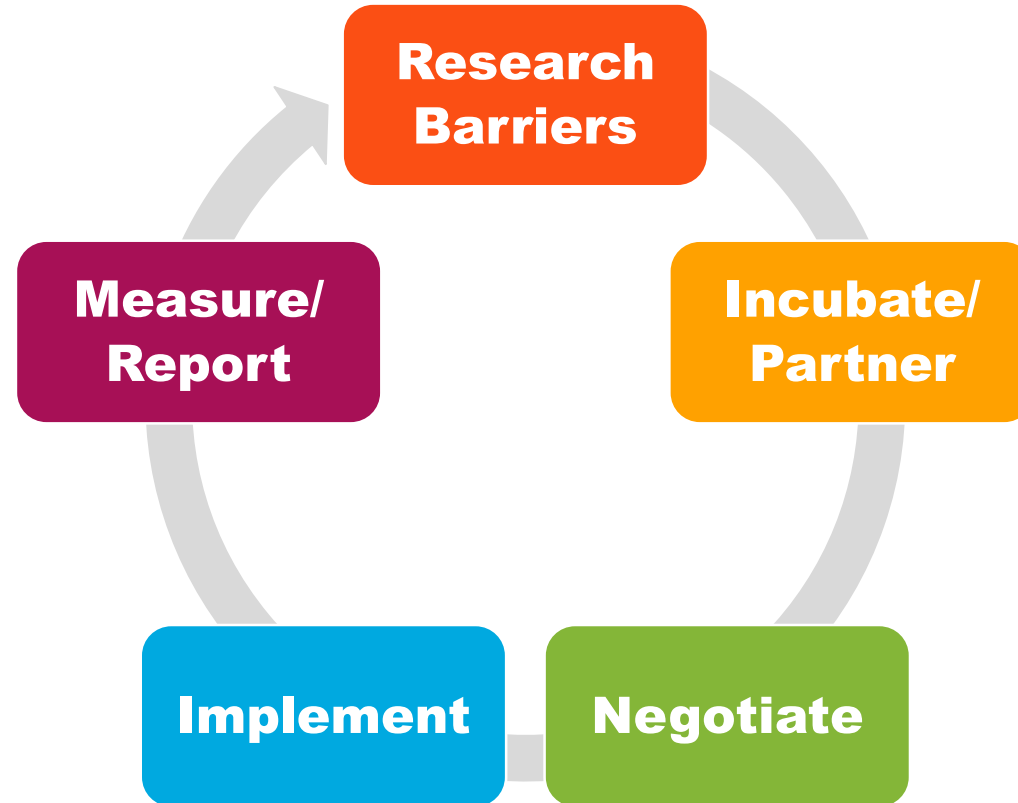 Research
Barriers
Incubate/
Partner
Negotiate
Implement
Measure/
Report